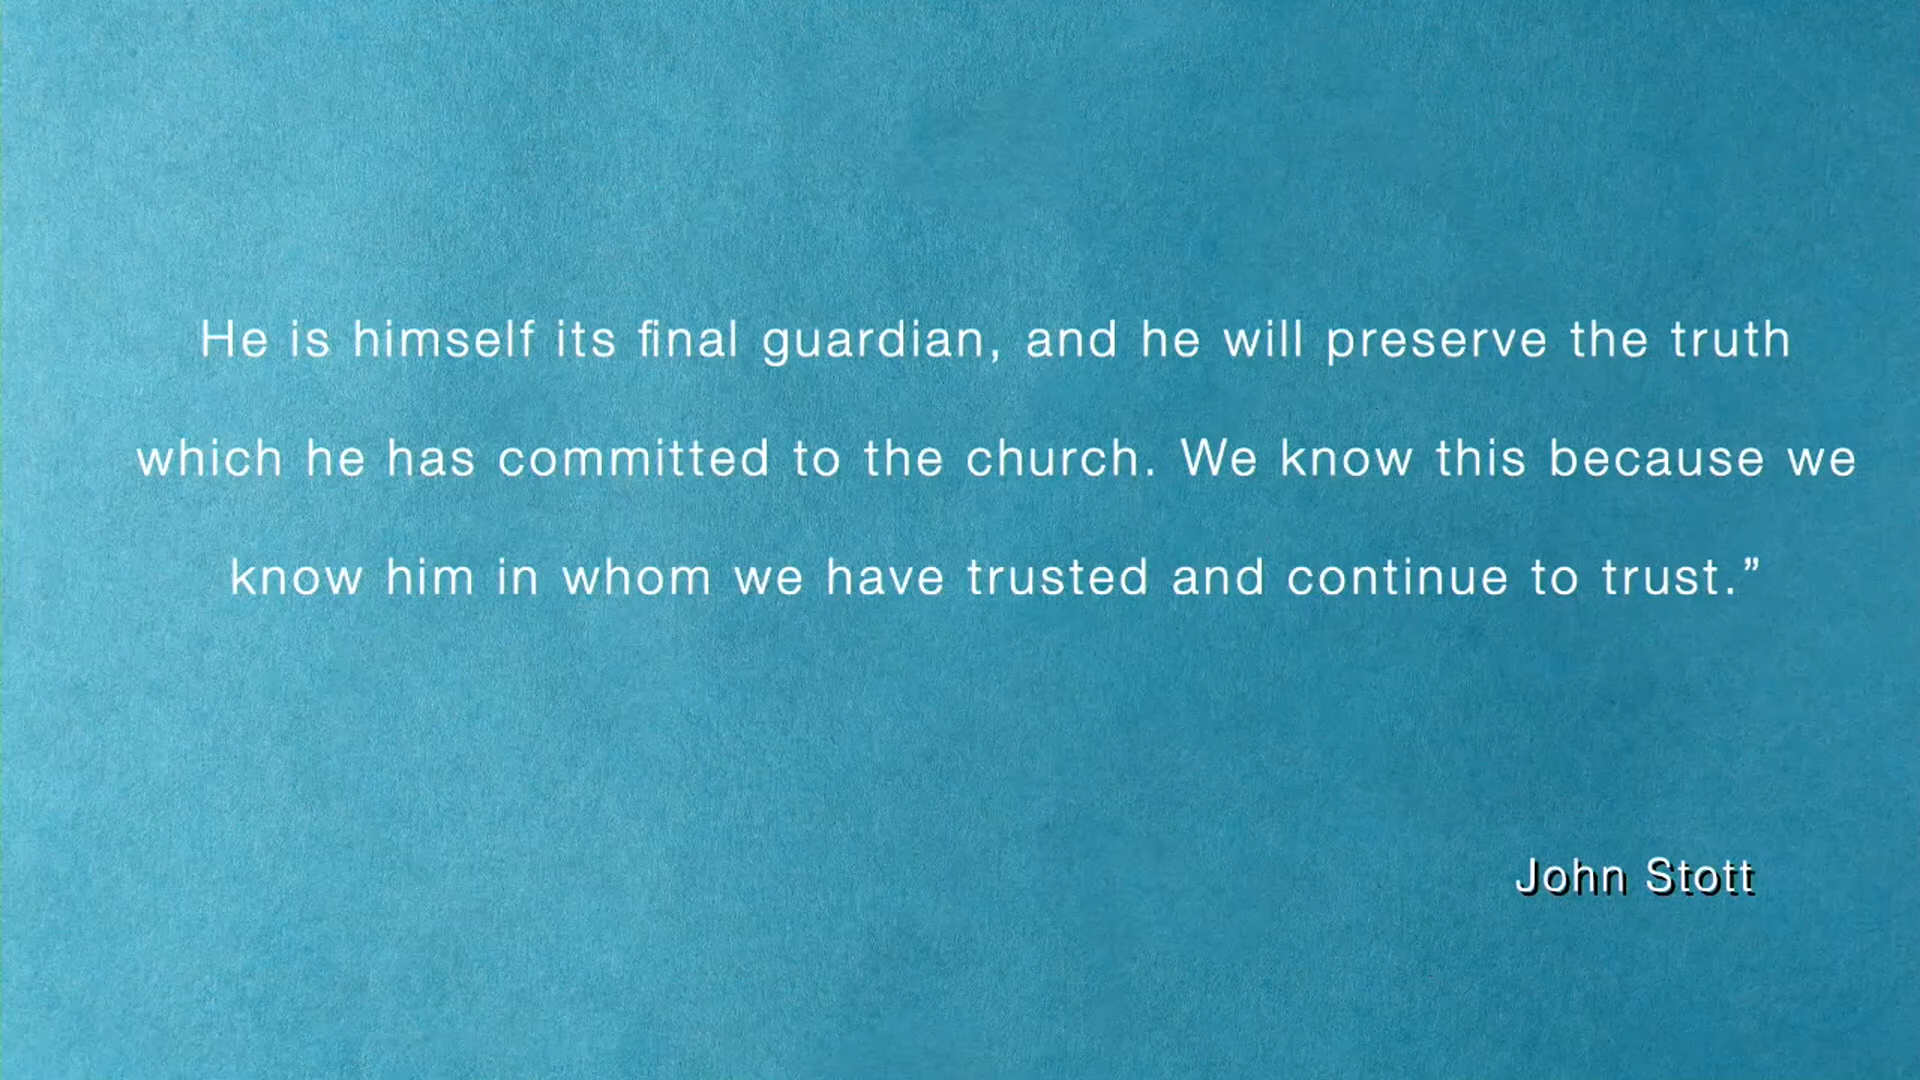 He is himself its final guardian, and he will preserve the truth
which he has committed to the church. We know this because we
know him in whom we have trusted and continue to trust.”
John Stott